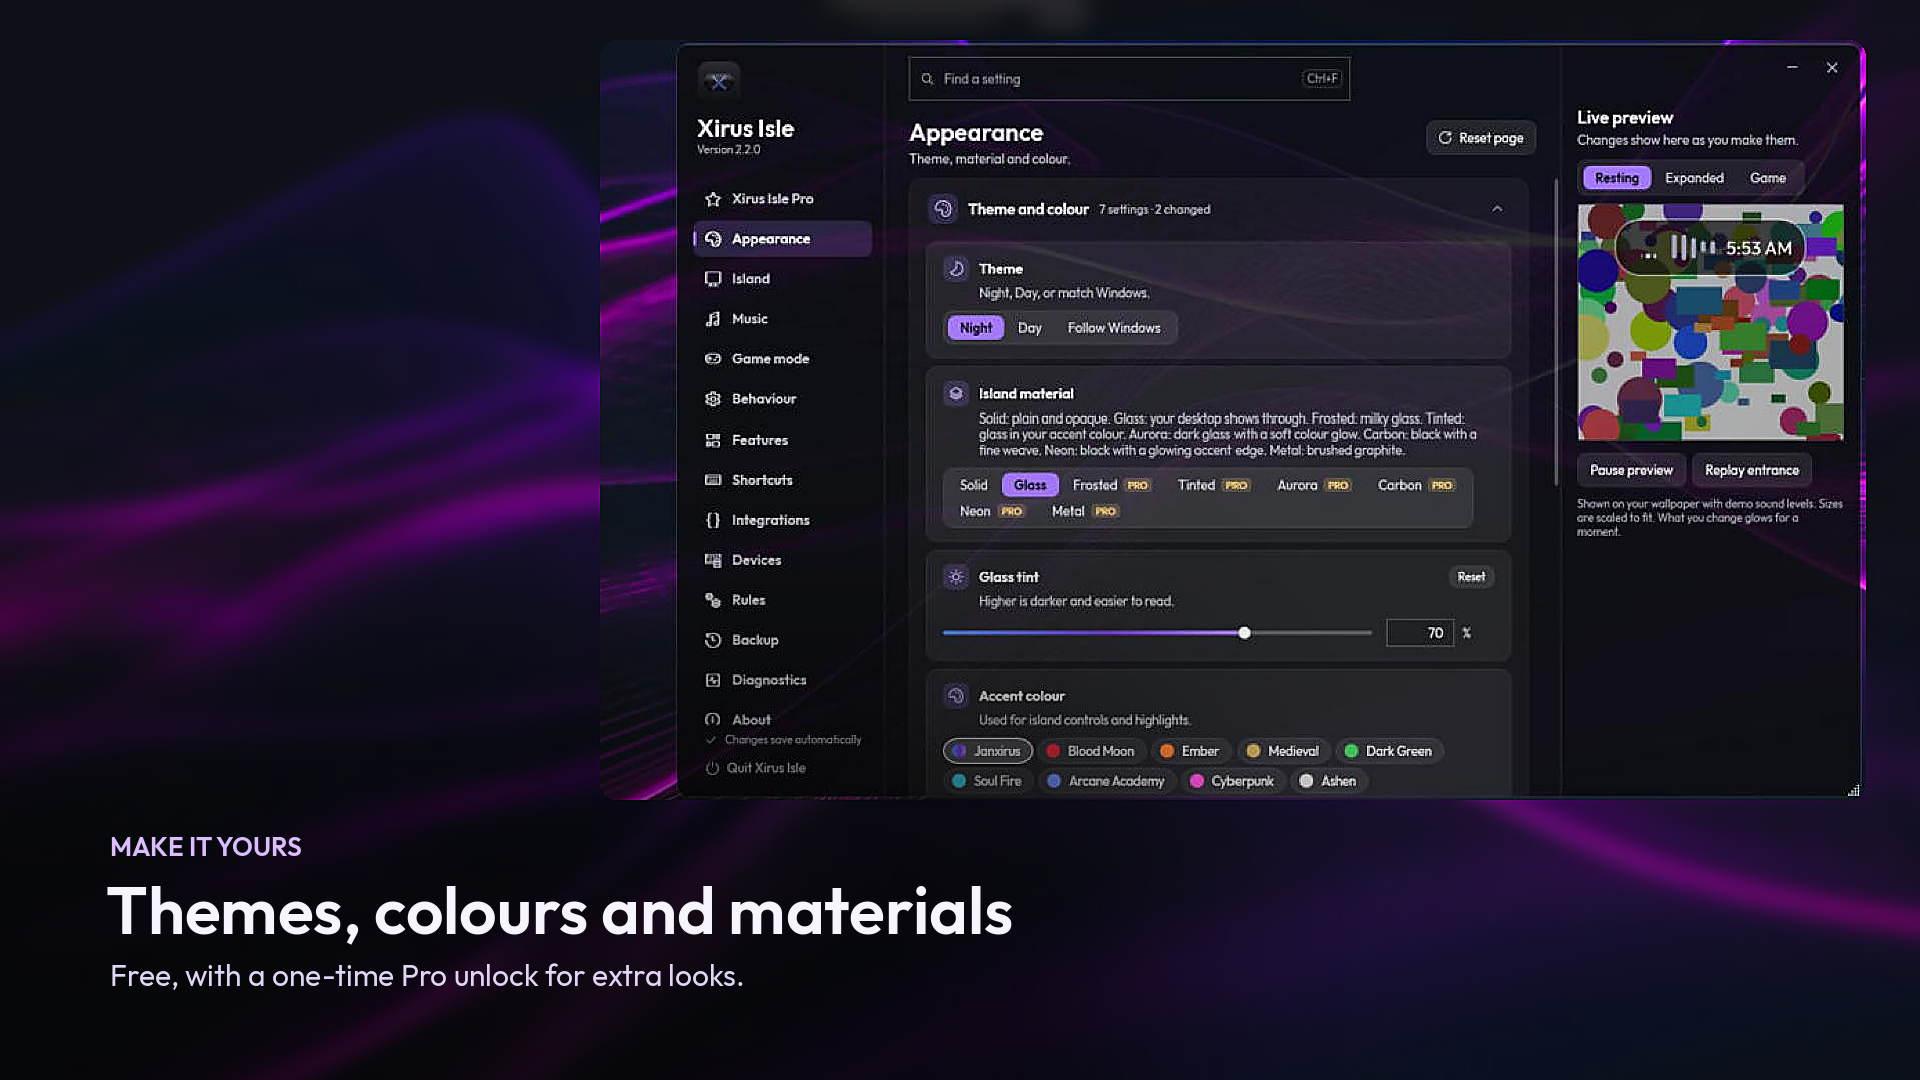 Xirus Isle
Version 2.2.0
Xirus Isle Pro
Appearance
Island
Music
Game mode
Behaviour
Features
Shortcuts
Integrations
Devices
Rules
Backup
Diagnostics
About
Changes save automatically
Quit Xirus Isle
Find a setting Ctrl+F
Appearance
Theme, material and colour.
Reset page
Theme and colour 7 settings · 2 changed
Theme
Night, Day, or match Windows.
Night Day Follow Windows
Island material
Solid: plain and opaque. Glass: your desktop shows through. Frosted: milky glass. Tinted:
glass in your accent colour. Aurora: dark glass with a soft colour glow. Carbon: black with a
fine weave. Neon: black with a glowing accent edge. Metal: brushed graphite.
Solid Glass Frosted PRO Tinted PRO Aurora PRO Carbon PRO
Neon PRO Metal PRO
Glass tint Reset
Higher is darker and easier to read.
70 %
Accent colour
Used for island controls and highlights.
Janxirus Blood Moon Ember Medieval Dark Green
Soul Fire Arcane Academy Cyberpunk Ashen
Live preview
Changes show here as you make them.
Resting Expanded Game
5:53 AM
Pause preview Replay entrance
Shown on your wallpaper with demo sound levels. Sizes
are scaled to fit. What you change glows for a
moment.
MAKE IT YOURS
Themes, colours and materials
Free, with a one-time Pro unlock for extra looks.